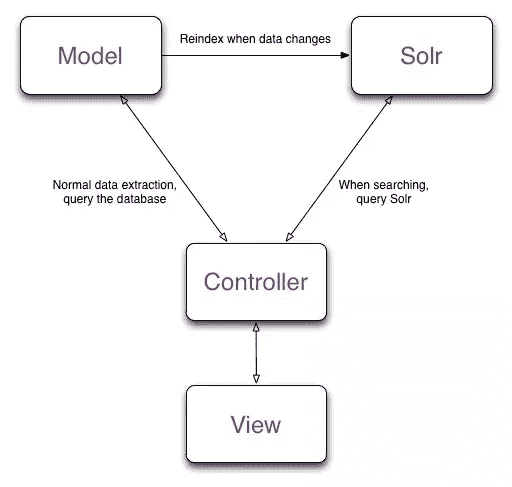 Model
Reindex when data changes
Solr
Normal data extraction,
query the database
When searching,
query Solr
Controller
View